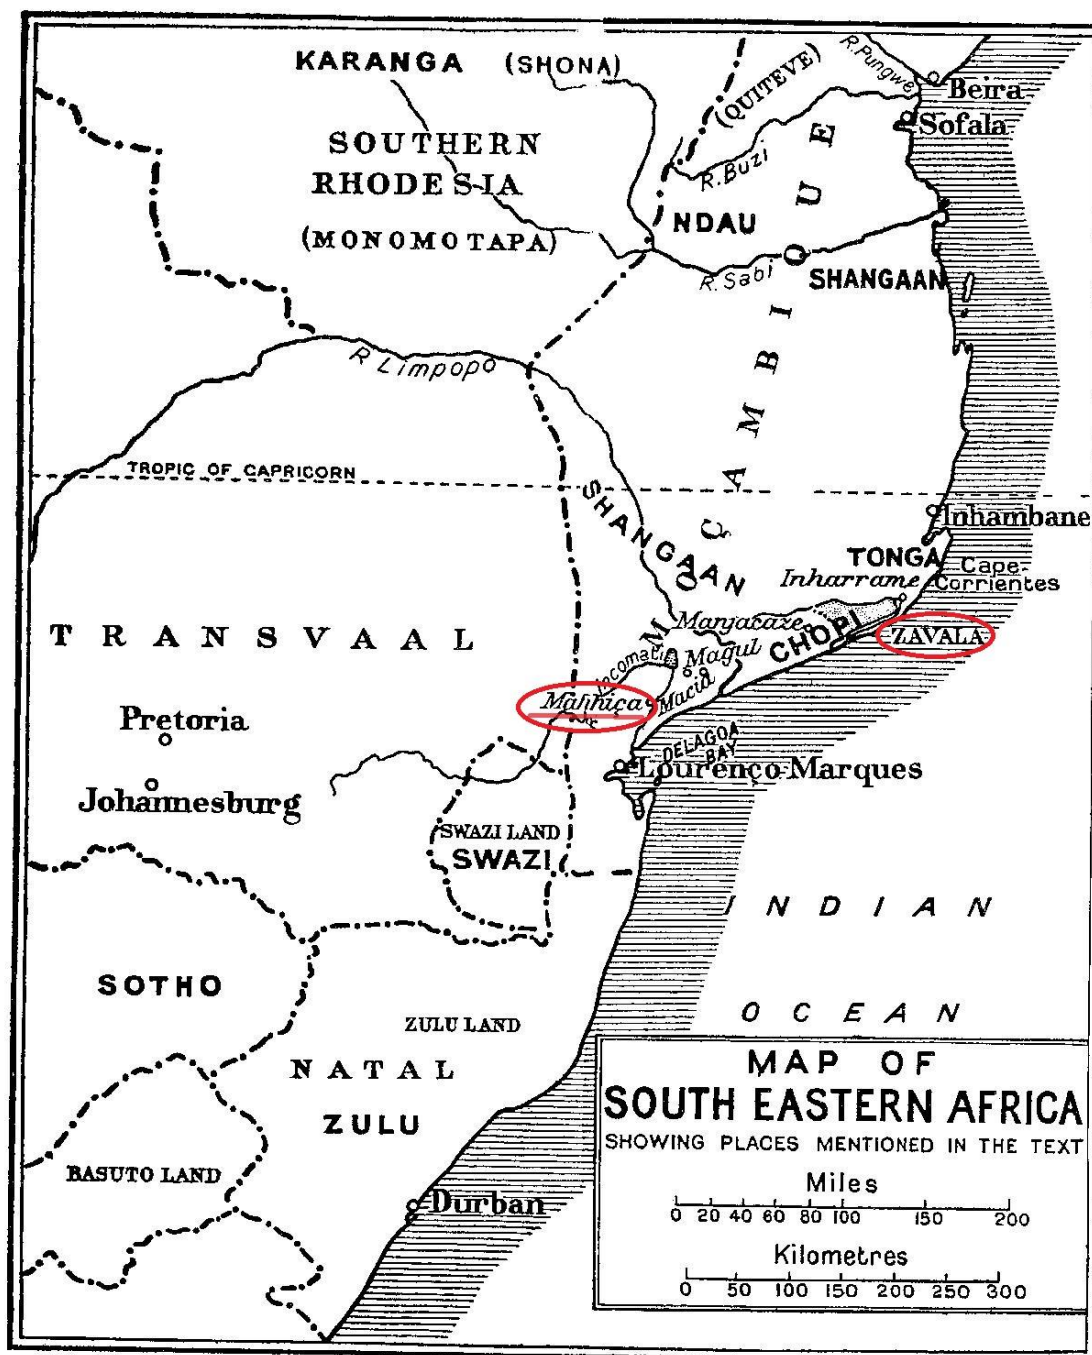 KARANGA (SHONA)
(QUITEVE)
R. Pungwe
Beira
Sofala
SOUTHERN
RHODESIA
(MONOMOTAPA)
R. Buzi
NDAU
R. Sabi
SHANGAAN
MOÇAMBIQUE
R Limpopo
TROPIC OF CAPRICORN
SHANGAAN
Inhambane
TONGA
Cape
Corrientes
Inharrame
Manjacaze
CHOPI
ZAVALA
TRANSVAAL
Incomati
Magul
Macia
Manhiça
Pretoria
DELAGOA
BAY
Lourenço Marques
Johannesburg
SWAZI LAND
SWAZI
INDIAN
OCEAN
SOTHO
ZULU LAND
NATAL
ZULU
BASUTO LAND
Durban
MAP OF
SOUTH EASTERN AFRICA
SHOWING PLACES MENTIONED IN THE TEXT
Miles
0 20 40 60 80 100 150 200
Kilometres
0 50 100 150 200 250 300